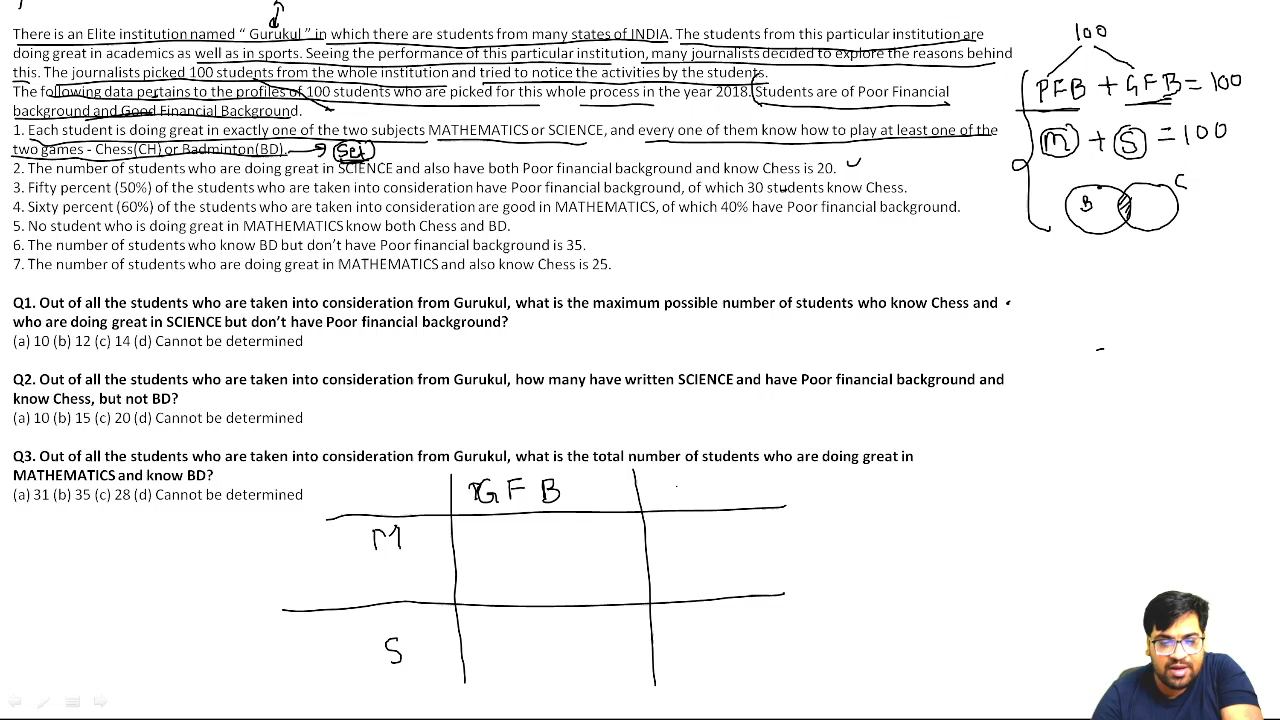 There is an Elite institution named “ Gurukul ” in which there are students from many states of INDIA. The students from this particular institution are
doing great in academics as well as in sports. Seeing the performance of this particular institution, many journalists decided to explore the reasons behind
this. The journalists picked 100 students from the whole institution and tried to notice the activities by the students.
The following data pertains to the profiles of 100 students who are picked for this whole process in the year 2018. Students are of Poor Financial
background and Good Financial Background.
1. Each student is doing great in exactly one of the two subjects MATHEMATICS or SCIENCE, and every one of them know how to play at least one of the
two games - Chess(CH) or Badminton(BD). → Set
2. The number of students who are doing great in SCIENCE and also have both Poor financial background and know Chess is 20.
3. Fifty percent (50%) of the students who are taken into consideration have Poor financial background, of which 30 students know Chess.
4. Sixty percent (60%) of the students who are taken into consideration are good in MATHEMATICS, of which 40% have Poor financial background.
5. No student who is doing great in MATHEMATICS know both Chess and BD.
6. The number of students who know BD but don’t have Poor financial background is 35.
7. The number of students who are doing great in MATHEMATICS and also know Chess is 25.
100
PFB + GFB = 100
M + S = 100
B C
Q1. Out of all the students who are taken into consideration from Gurukul, what is the maximum possible number of students who know Chess and
who are doing great in SCIENCE but don’t have Poor financial background?
(a) 10 (b) 12 (c) 14 (d) Cannot be determined
Q2. Out of all the students who are taken into consideration from Gurukul, how many have written SCIENCE and have Poor financial background and
know Chess, but not BD?
(a) 10 (b) 15 (c) 20 (d) Cannot be determined
Q3. Out of all the students who are taken into consideration from Gurukul, what is the total number of students who are doing great in
MATHEMATICS and know BD?
(a) 31 (b) 35 (c) 28 (d) Cannot be determined
GFB
M
S